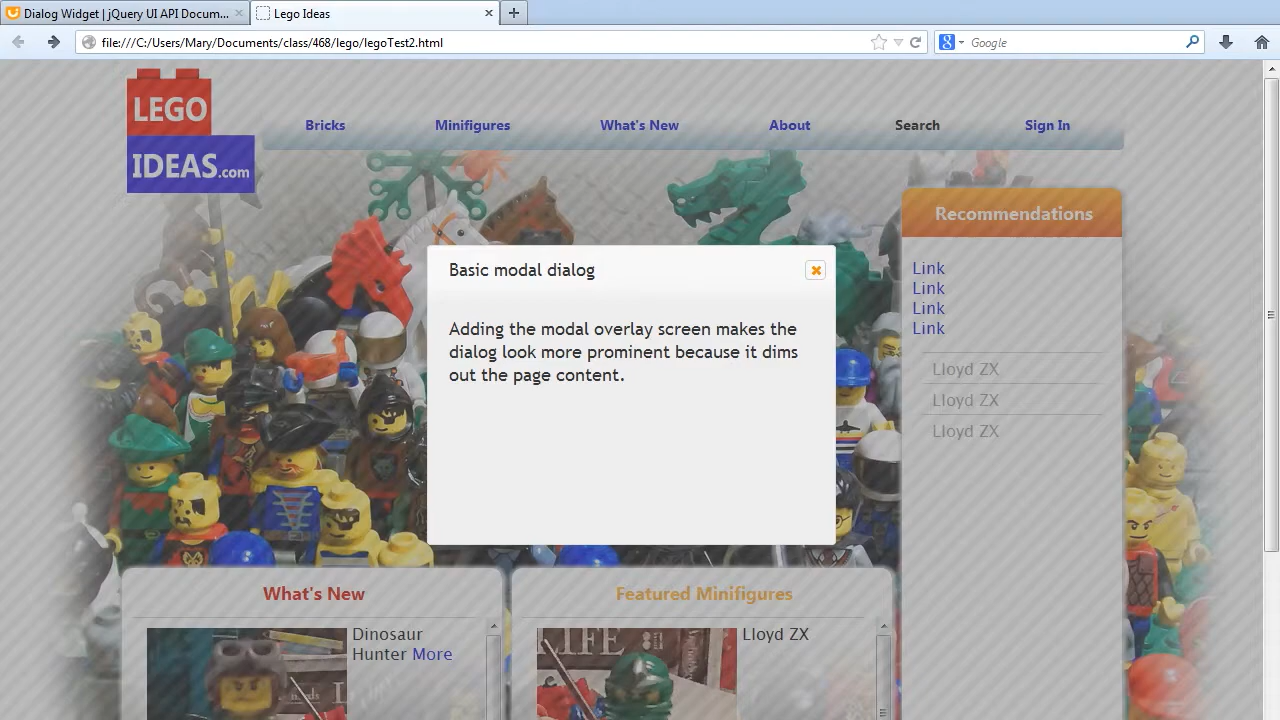 Dialog Widget | jQuery UI API Docum...
Lego Ideas
file:///C:/Users/Mary/Documents/class/468/lego/legoTest2.html
Google
LEGO
IDEAS.com
Bricks
Minifigures
What's New
About
Search
Sign In
Recommendations
Link
Link
Link
Link
Lloyd ZX
Lloyd ZX
Lloyd ZX
Basic modal dialog
Adding the modal overlay screen makes the
dialog look more prominent because it dims
out the page content.
What's New
Dinosaur
Hunter More
Featured Minifigures
Lloyd ZX